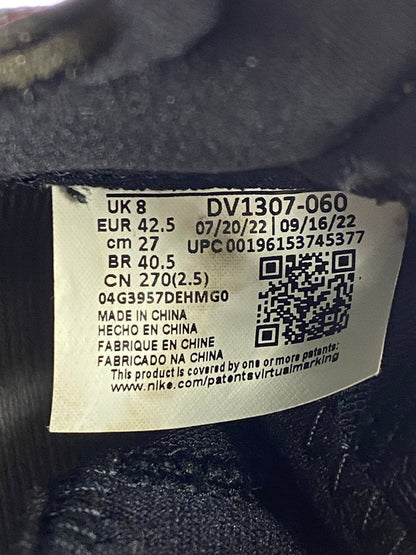 UK 8 DV1307-060
EUR 42.5 07/20/22 | 09/16/22
cm 27 UPC 00196153745377
BR 40.5
CN 270(2.5)
04G3957DEHMG0
MADE IN CHINA
HECHO EN CHINA
FABRIQUE EN CHINE
FABRICADO NA CHINA
This product is covered by one or more patents:
www.nike.com/patentsvirtualmarking